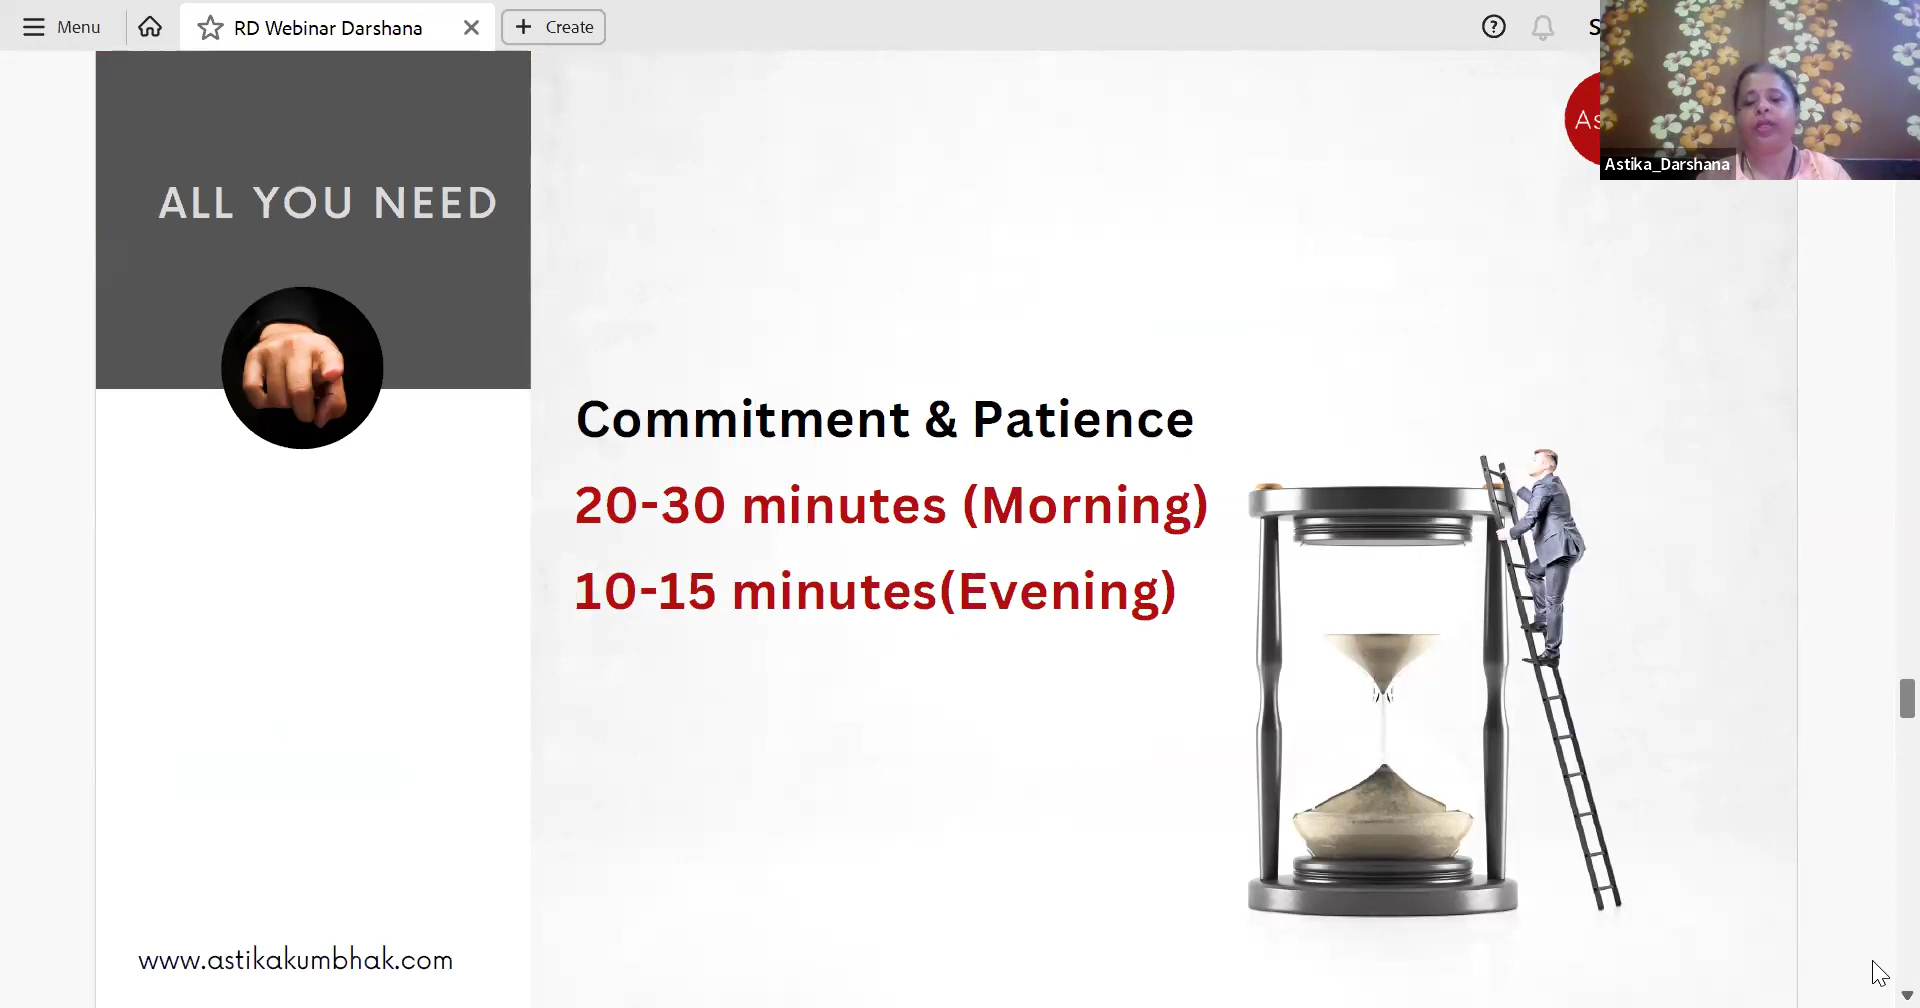 Menu
RD Webinar Darshana
Create
Astika_Darshana
ALL YOU NEED
Commitment & Patience
20-30 minutes (Morning)
10-15 minutes(Evening)
www.astikakumbhak.com